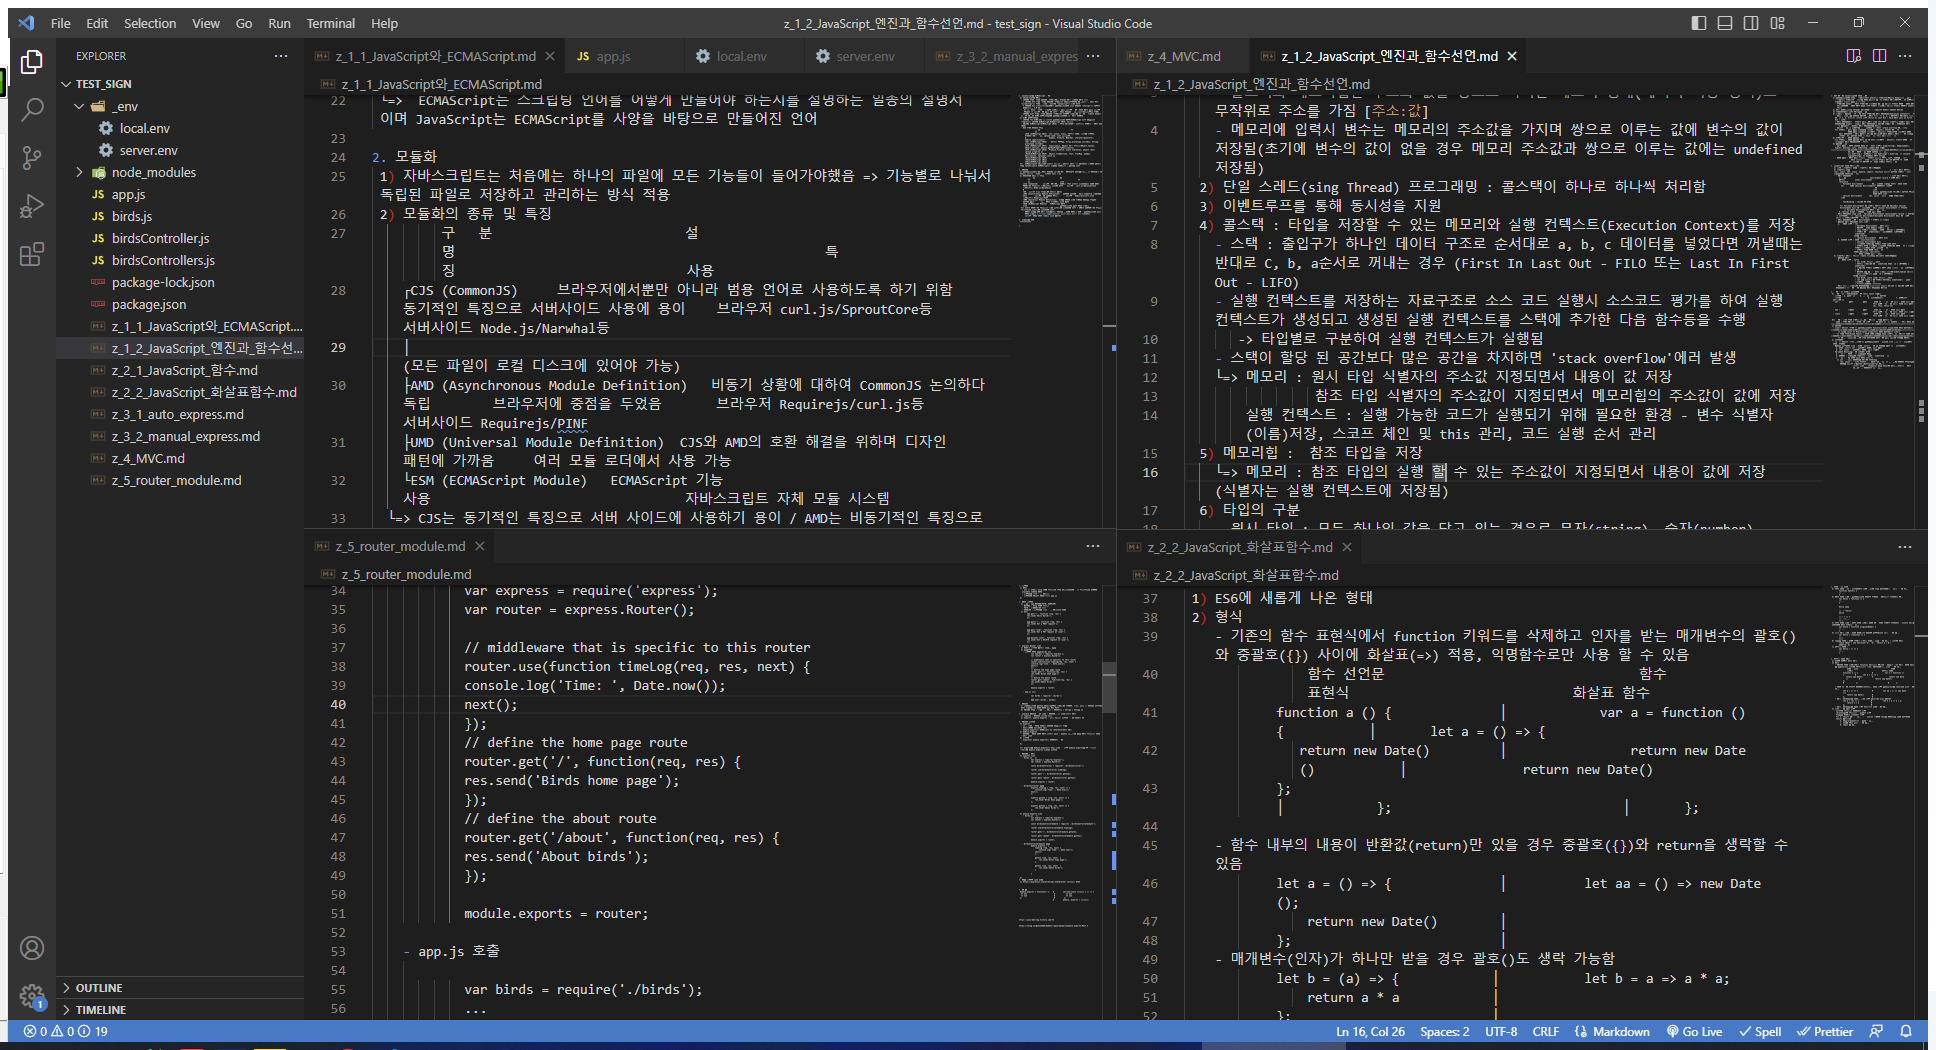 File Edit Selection View Go Run Terminal Help
z_1_2_JavaScript_엔진과_함수선언.md - test_sign - Visual Studio Code
EXPLORER
TEST_SIGN
_env
local.env
server.env
node_modules
app.js
birds.js
birdsController.js
birdsControllers.js
package-lock.json
package.json
z_1_1_JavaScript와_ECMAScript....
z_1_2_JavaScript_엔진과_함수선...
z_2_1_JavaScript_함수.md
z_2_2_JavaScript_화살표함수.md
z_3_1_auto_express.md
z_3_2_manual_express.md
z_4_MVC.md
z_5_router_module.md
OUTLINE
TIMELINE
z_1_1_JavaScript와_ECMAScript.md
JS app.js
local.env
server.env
z_3_2_manual_expres
z_1_1_JavaScript와_ECMAScript.md
22 ╰=> ECMAScript는 스크립팅 언어를 어떻게 만들어야 하는지를 설명하는 일종의 설명서
이며 JavaScript는 ECMAScript를 사양을 바탕으로 만들어진 언어
23
24 2. 모듈화
25 1) 자바스크립트는 처음에는 하나의 파일에 모든 기능들이 들어가야했음 => 기능별로 나눠서
독립된 파일로 저장하고 관리하는 방식 적용
26 2) 모듈화의 종류 및 특징
27 구 분 설
명 특
징 사용
28 ┌CJS (CommonJS) 브라우저에서뿐만 아니라 범용 언어로 사용하도록 하기 위함
동기적인 특징으로 서버사이드 사용에 용이 브라우저 curl.js/SproutCore등
서버사이드 Node.js/Narwhal등
29 │
(모든 파일이 로컬 디스크에 있어야 가능)
30 ├AMD (Asynchronous Module Definition) 비동기 상황에 대하여 CommonJS 논의하다
독립 브라우저에 중점을 두었음 브라우저 Requirejs/curl.js등
서버사이드 Requirejs/PINF
31 ├UMD (Universal Module Definition) CJS와 AMD의 호환 해결을 위하며 디자인
패턴에 가까움 여러 모듈 로더에서 사용 가능
32 └ESM (ECMAScript Module) ECMAScript 기능
사용 자바스크립트 자체 모듈 시스템
33 ╰=> CJS는 동기적인 특징으로 서버 사이드에 사용하기 용이 / AMD는 비동기적인 특징으로
z_4_MVC.md
z_1_2_JavaScript_엔진과_함수선언.md
z_1_2_JavaScript_엔진과_함수선언.md
무작위로 주소를 가짐 [주소:값]
4 - 메모리에 입력시 변수는 메모리의 주소값을 가지며 쌍으로 이루는 값에 변수의 값이
저장됨(초기에 변수의 값이 없을 경우 메모리 주소값과 쌍으로 이루는 값에는 undefined
저장됨)
5 2) 단일 스레드(sing Thread) 프로그래밍 : 콜스택이 하나로 하나씩 처리함
6 3) 이벤트루프를 통해 동시성을 지원
7 4) 콜스택 : 타입을 저장할 수 있는 메모리와 실행 컨텍스트(Execution Context)를 저장
8 - 스택 : 출입구가 하나인 데이터 구조로 순서대로 a, b, c 데이터를 넣었다면 꺼낼때는
반대로 C, b, a순서로 꺼내는 경우 (First In Last Out - FILO 또는 Last In First
Out - LIFO)
9 - 실행 컨텍스트를 저장하는 자료구조로 소스 코드 실행시 소스코드 평가를 하여 실행
컨텍스트가 생성되고 생성된 실행 컨텍스트를 스택에 추가한 다음 함수등을 수행
10 -> 타입별로 구분하여 실행 컨텍스트가 실행됨
11 - 스택이 할당 된 공간보다 많은 공간을 차지하면 'stack overflow'에러 발생
12 ╰=> 메모리 : 원시 타입 식별자의 주소값 지정되면서 내용이 값 저장
13 참조 타입 식별자의 주소값이 지정되면서 메모리힙의 주소값이 값에 저장
14 실행 컨텍스트 : 실행 가능한 코드가 실행되기 위해 필요한 환경 - 변수 식별자
(이름)저장, 스코프 체인 및 this 관리, 코드 실행 순서 관리
15 5) 메모리힙 : 참조 타입을 저장
16 ╰=> 메모리 : 참조 타입의 실행 할 수 있는 주소값이 지정되면서 내용이 값에 저장
(식별자는 실행 컨텍스트에 저장됨)
17 6) 타입의 구분
18 - 원시 타입 : 모든 하나의 값을 담고 있는 경우로 문자(string), 숫자(number),
z_5_router_module.md
z_5_router_module.md
34 var express = require('express');
35 var router = express.Router();
36
37 // middleware that is specific to this router
38 router.use(function timeLog(req, res, next) {
39 console.log('Time: ', Date.now());
40 next();
41 });
42 // define the home page route
43 router.get('/', function(req, res) {
44 res.send('Birds home page');
45 });
46 // define the about route
47 router.get('/about', function(req, res) {
48 res.send('About birds');
49 });
50
51 module.exports = router;
52
53 - app.js 호출
54
55 var birds = require('./birds');
56 ...
z_2_2_JavaScript_화살표함수.md
z_2_2_JavaScript_화살표함수.md
37 1) ES6에 새롭게 나온 형태
38 2) 형식
39 - 기존의 함수 표현식에서 function 키워드를 삭제하고 인자를 받는 매개변수의 괄호()
와 중괄호({}) 사이에 화살표(=>) 적용, 익명함수로만 사용 할 수 있음
40 함수 선언문 함수
표현식 화살표 함수
41 function a () { │ var a = function ()
{ │ let a = () => {
42 return new Date() │ return new Date
() │ return new Date()
43 };
│ }; │ };
44
45 - 함수 내부의 내용이 반환값(return)만 있을 경우 중괄호({})와 return을 생략할 수
있음
46 let a = () => { │ let aa = () => new Date
();
47 return new Date() │
48 }; │
49 - 매개변수(인자)가 하나만 받을 경우 괄호()도 생략 가능함
50 let b = (a) => { │ let b = a => a * a;
51 return a * a │
52 }; │
1
0 0 19
Ln 16, Col 26 Spaces: 2 UTF-8 CRLF Markdown Go Live Spell Prettier